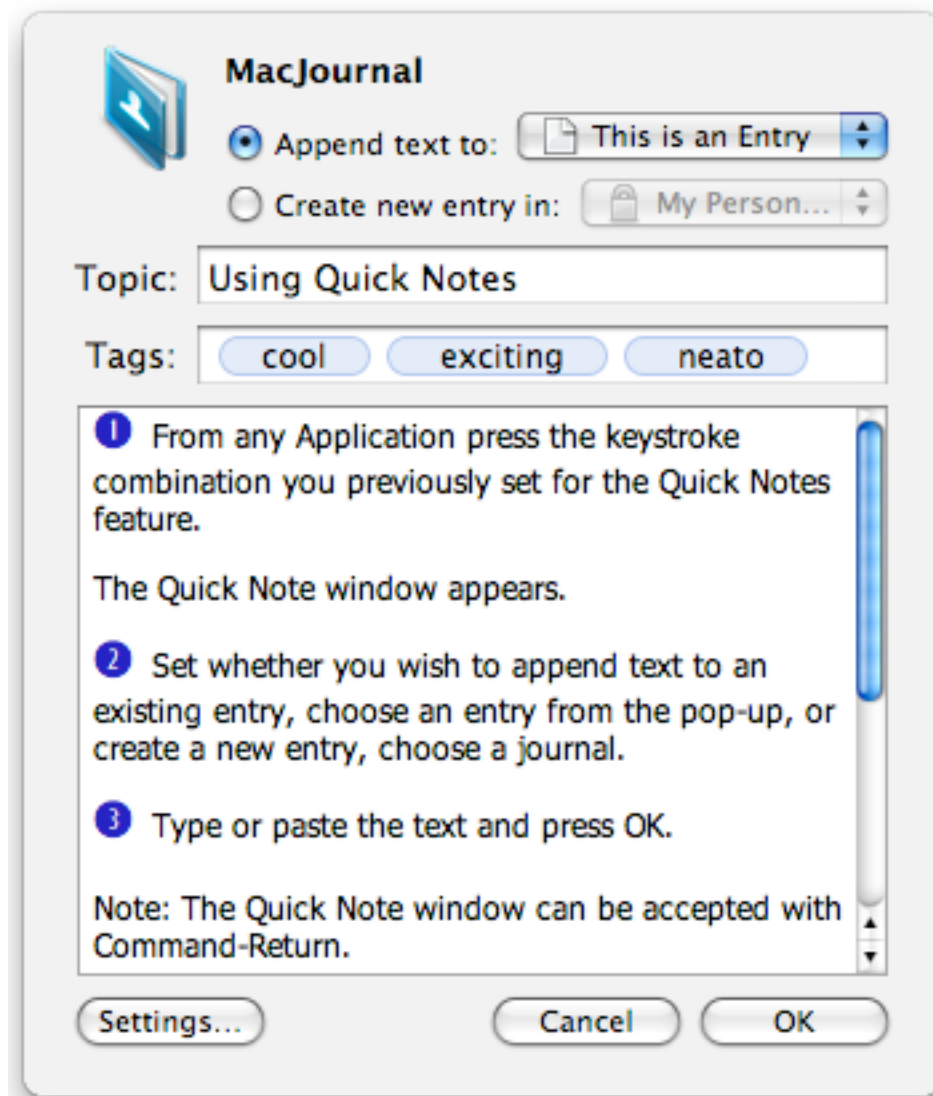 MacJournal
Append text to: This is an Entry
Create new entry in: My Person...
Topic: Using Quick Notes
Tags: cool exciting neato
1 From any Application press the keystroke
combination you previously set for the Quick Notes
feature.
The Quick Note window appears.
2 Set whether you wish to append text to an
existing entry, choose an entry from the pop-up, or
create a new entry, choose a journal.
3 Type or paste the text and press OK.
Note: The Quick Note window can be accepted with
Command-Return.
Settings... Cancel OK